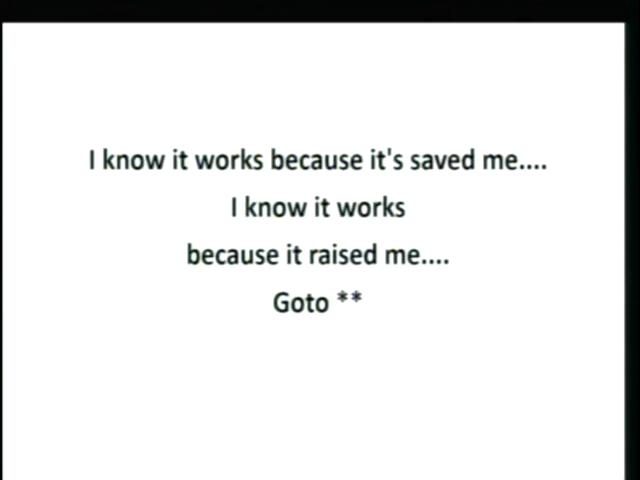 I know it works because it's saved me....
I know it works
because it raised me....
Goto **